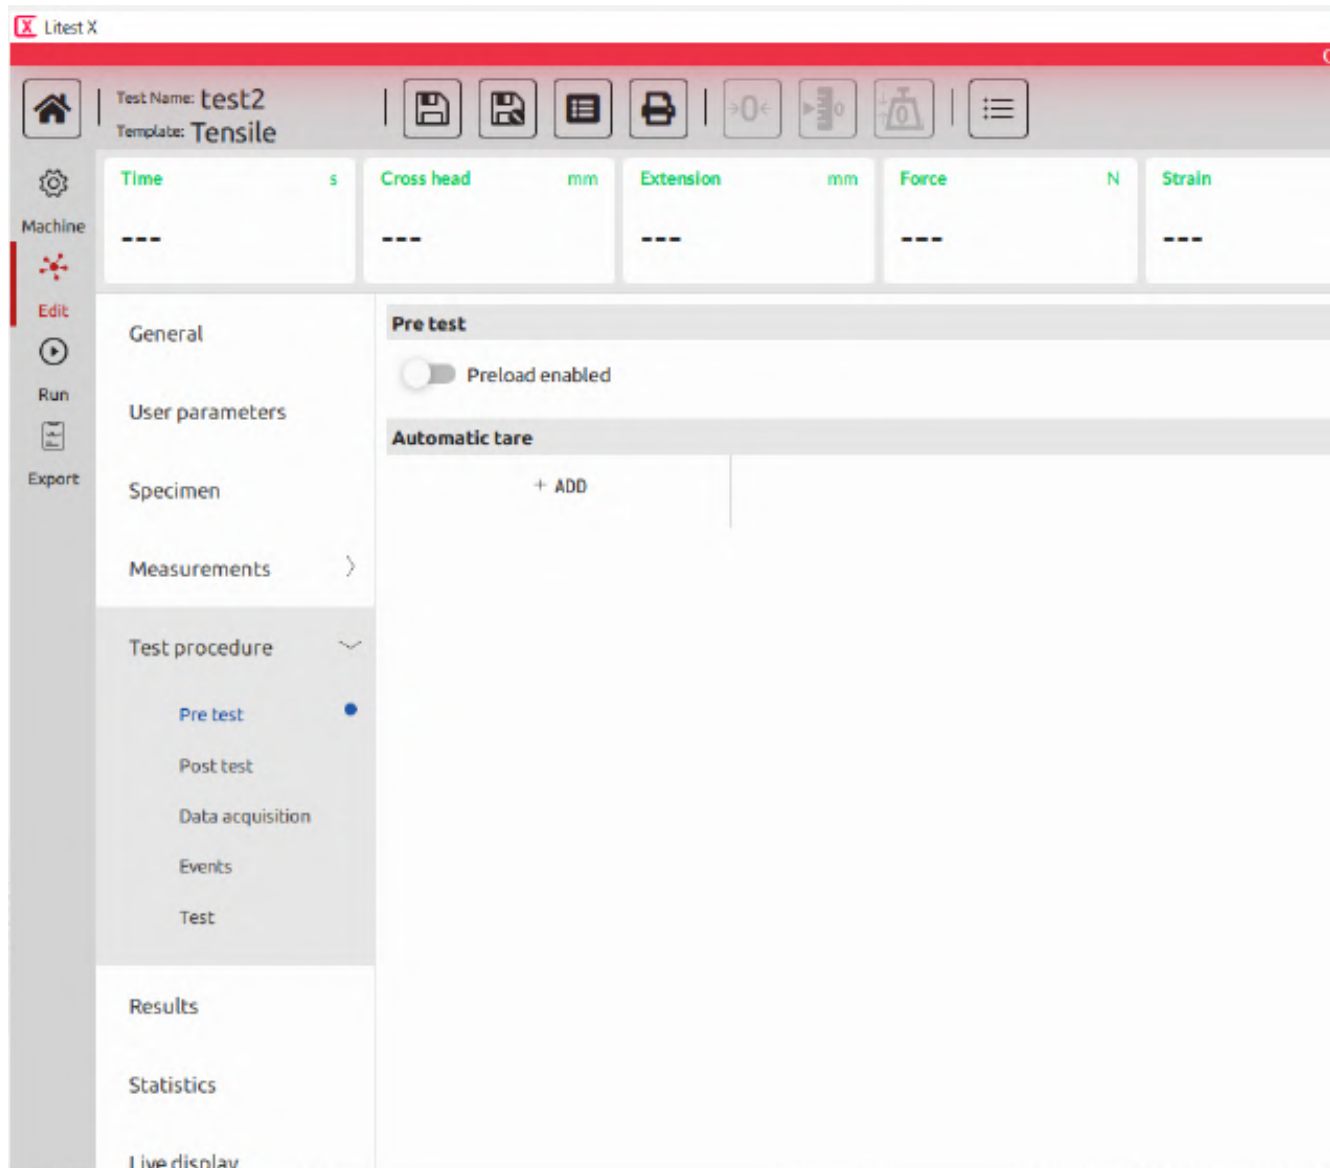 Litest X
Test Name: test2
Template: Tensile
Time s
---
Cross head mm
---
Extension mm
---
Force N
---
Strain
---
Machine
Edit
Run
Export
General
User parameters
Specimen
Measurements
Test procedure
Pre test
Post test
Data acquisition
Events
Test
Results
Statistics
Live display
Pre test
Preload enabled
Automatic tare
+ ADD